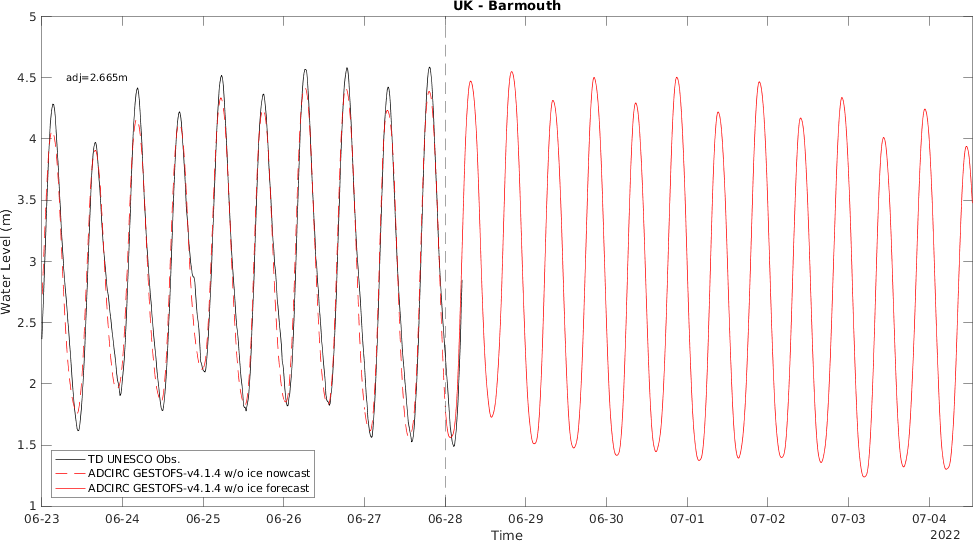 UK - Barmouth
adj=2.665m
Water Level (m)
5
4.5
4
3.5
3
2.5
2
1.5
1
TD UNESCO Obs.
ADCIRC GESTOFS-v4.1.4 w/o ice nowcast
ADCIRC GESTOFS-v4.1.4 w/o ice forecast
06-23 06-24 06-25 06-26 06-27 06-28 06-29 06-30 07-01 07-02 07-03 07-04
Time
2022